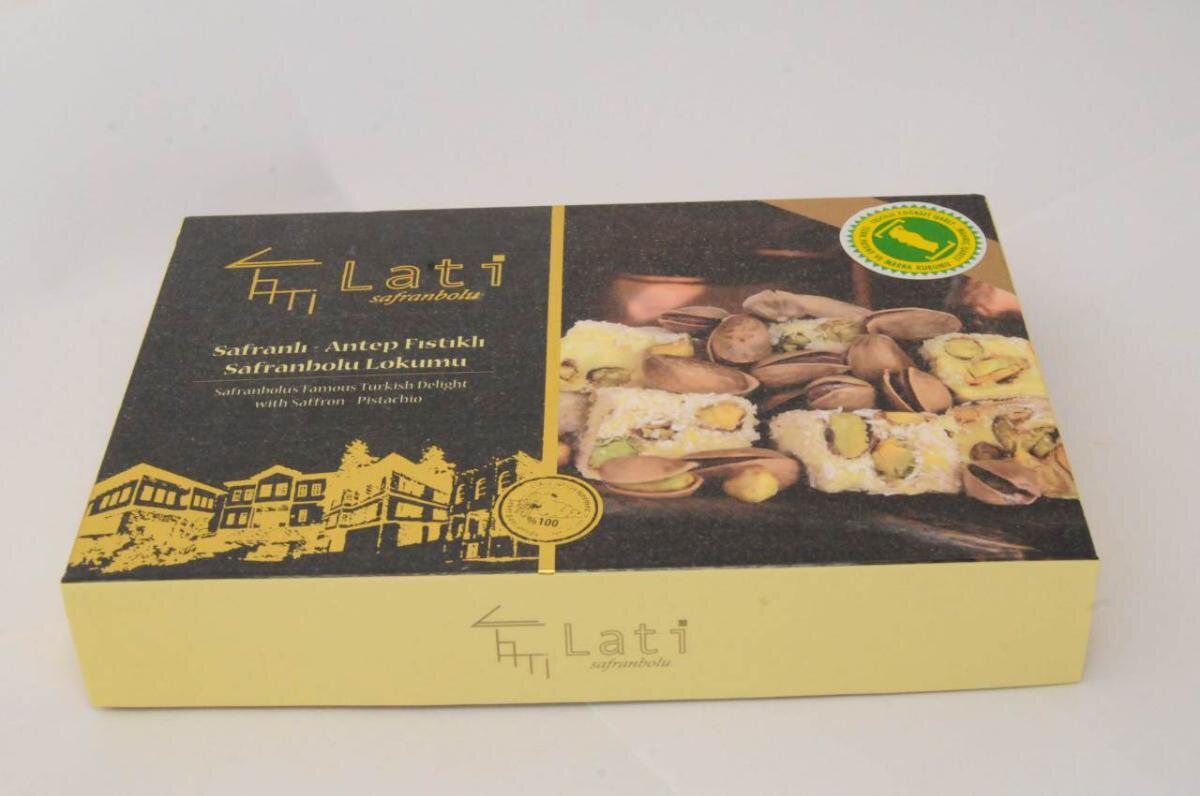 Lati
safranbolu
Safranlı - Antep Fıstıklı
Safranbolu Lokumu
Safranbolus Famous Turkish Delight
with Saffron - Pistachio
%100
Lati
safranbolu